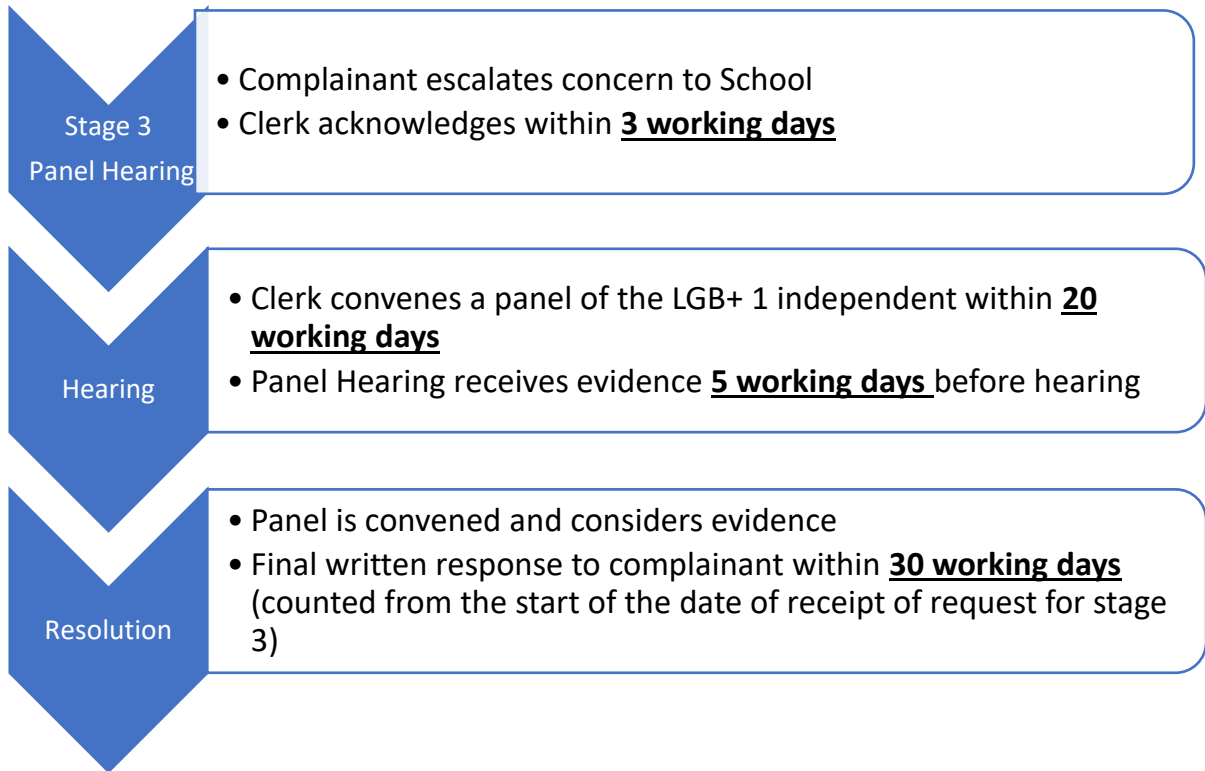 Stage 3
Panel Hearing
• Complainant escalates concern to School
• Clerk acknowledges within 3 working days
Hearing
• Clerk convenes a panel of the LGB+ 1 independent within 20
working days
• Panel Hearing receives evidence 5 working days before hearing
Resolution
• Panel is convened and considers evidence
• Final written response to complainant within 30 working days
(counted from the start of the date of receipt of request for stage
3)